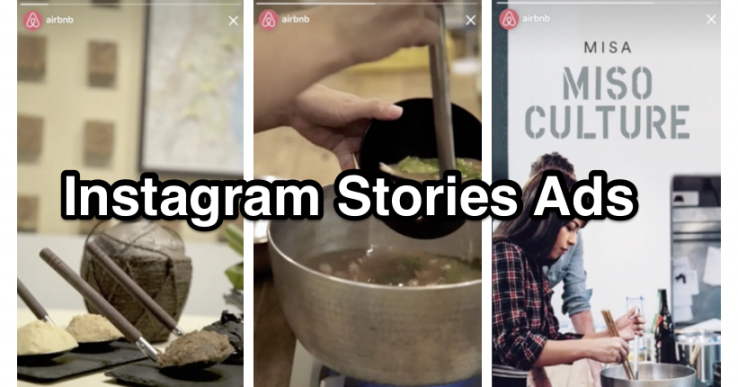 airbnb
airbnb
airbnb
MISA
MISO
CULTURE
Instagram Stories Ads